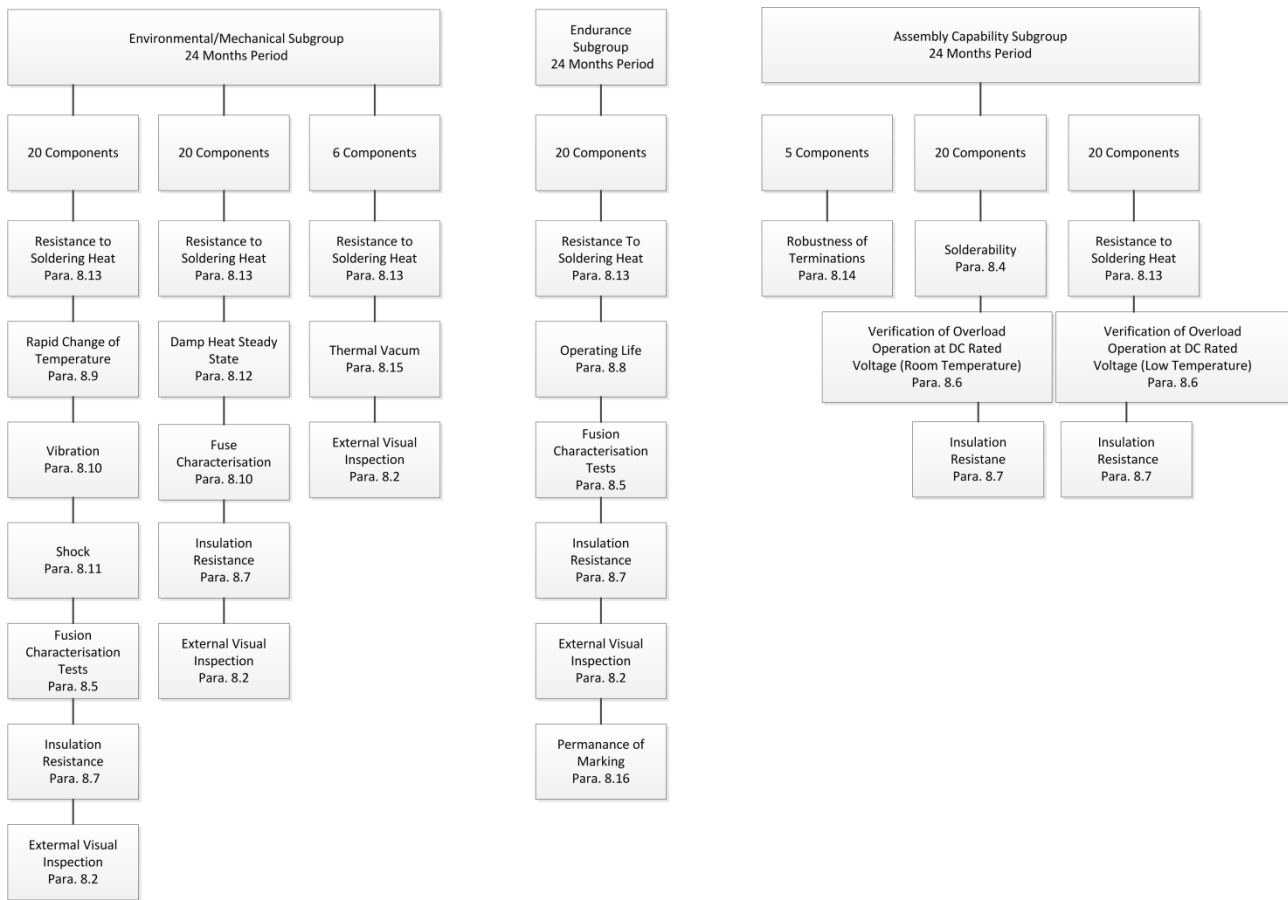 Environmental/Mechanical Subgroup
24 Months Period
20 Components
Resistance to
Soldering Heat
Para. 8.13
Rapid Change of
Temperature
Para. 8.9
Vibration
Para. 8.10
Shock
Para. 8.11
Fusion
Characterisation
Tests
Para. 8.5
Insulation
Resistance
Para. 8.7
Extermal Visual
Inspection
Para. 8.2
20 Components
Resistance to
Soldering Heat
Para. 8.13
Damp Heat Steady
State
Para. 8.12
Fuse
Characterisation
Para. 8.10
Insulation
Resistance
Para. 8.7
External Visual
Inspection
Para. 8.2
6 Components
Resistance to
Soldering Heat
Para. 8.13
Thermal Vacum
Para. 8.15
External Visual
Inspection
Para. 8.2
Endurance
Subgroup
24 Months Period
20 Components
Resistance To
Soldering Heat
Para. 8.13
Operating Life
Para. 8.8
Fusion
Characterisation
Tests
Para. 8.5
Insulation
Resistance
Para. 8.7
External Visual
Inspection
Para. 8.2
Permanance of
Marking
Para. 8.16
Assembly Capability Subgroup
24 Months Period
5 Components
Robustness of
Terminations
Para. 8.14
20 Components
Solderability
Para. 8.4
Verification of Overload
Operation at DC Rated
Voltage (Room Temperature)
Para. 8.6
Insulation
Resistane
Para. 8.7
20 Components
Resistance to
Soldering Heat
Para. 8.13
Verification of Overload
Operation at DC Rated
Voltage (Low Temperature)
Para. 8.6
Insulation
Resistance
Para. 8.7